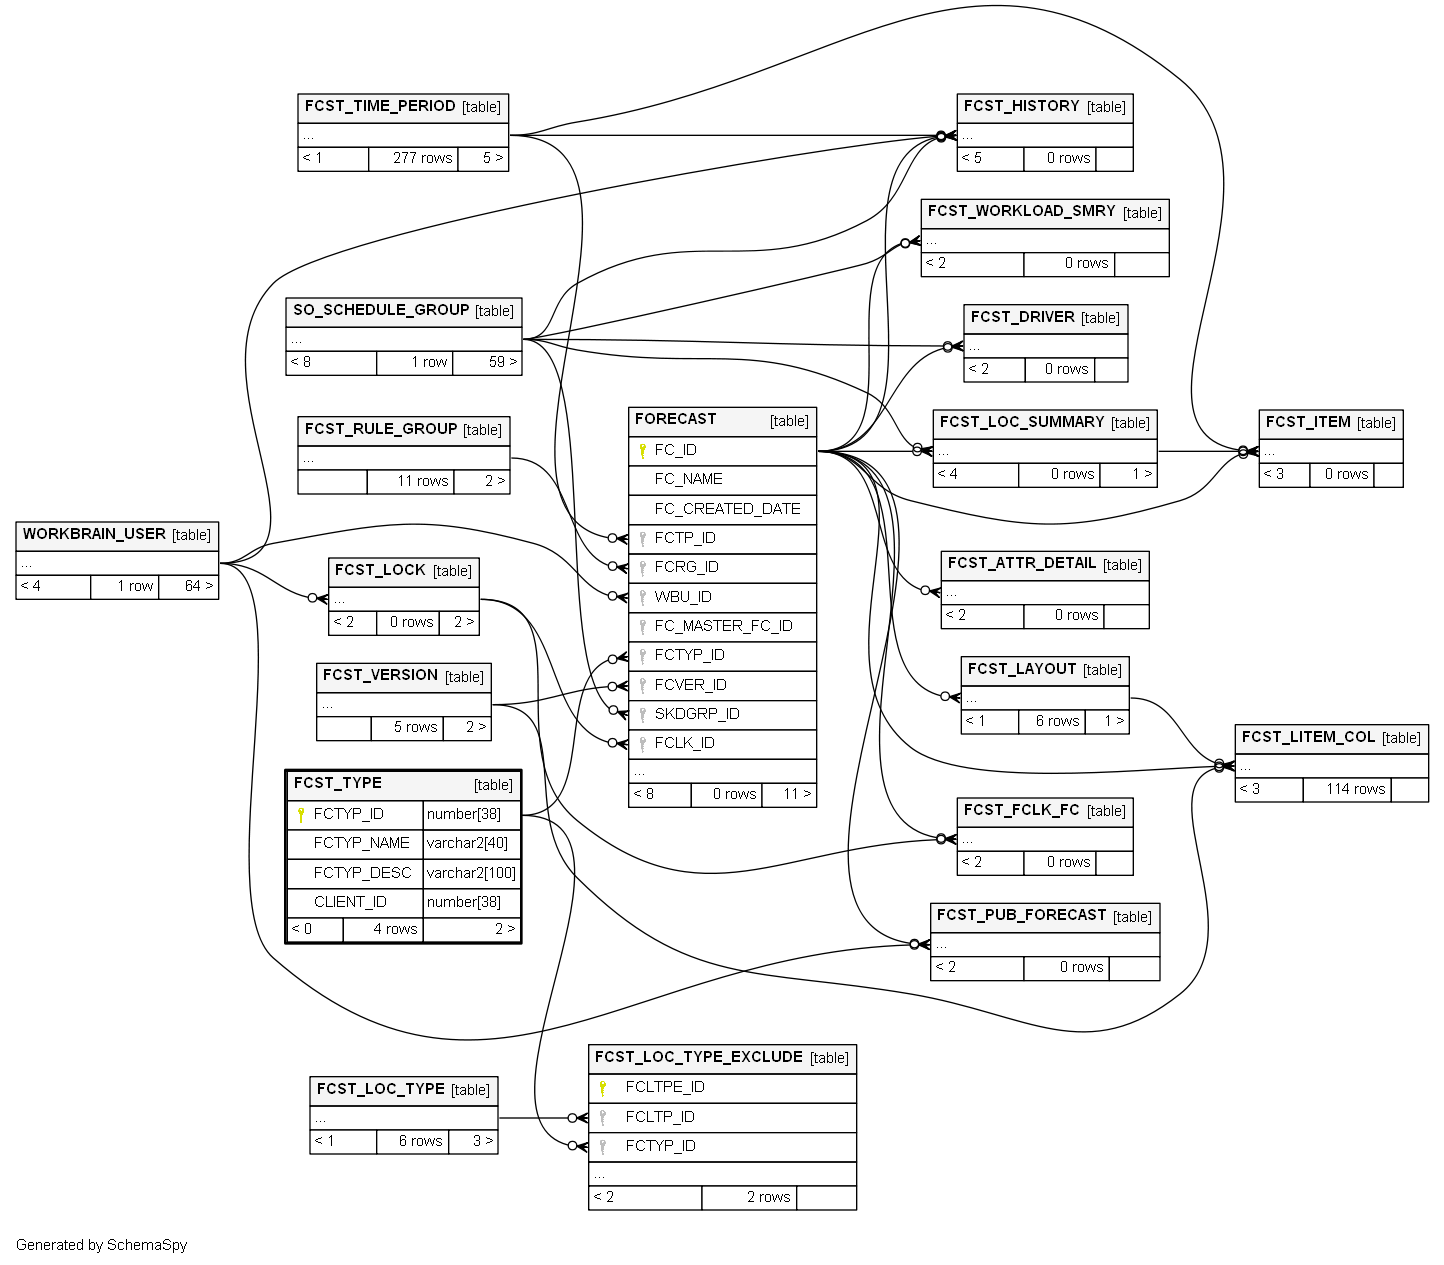 FCST_TIME_PERIOD [table]
...
< 1 277 rows 5 >
FCST_HISTORY [table]
...
< 5 0 rows
FCST_WORKLOAD_SMRY [table]
...
< 2 0 rows
SO_SCHEDULE_GROUP [table]
...
< 8 1 row 59 >
FCST_DRIVER [table]
...
< 2 0 rows
FCST_RULE_GROUP [table]
...
11 rows 2 >
FORECAST [table]
FC_ID
FC_NAME
FC_CREATED_DATE
FCTP_ID
FCRG_ID
WBU_ID
FC_MASTER_FC_ID
FCTYP_ID
FCVER_ID
SKDGRP_ID
FCLK_ID
...
< 8 0 rows 11 >
FCST_LOC_SUMMARY [table]
...
< 4 0 rows 1 >
FCST_ITEM [table]
...
< 3 0 rows
WORKBRAIN_USER [table]
...
< 4 1 row 64 >
FCST_LOCK [table]
...
< 2 0 rows 2 >
FCST_ATTR_DETAIL [table]
...
< 2 0 rows
FCST_VERSION [table]
...
5 rows 2 >
FCST_LAYOUT [table]
...
< 1 6 rows 1 >
FCST_LITEM_COL [table]
...
< 3 114 rows
FCST_TYPE [table]
FCTYP_ID number[38]
FCTYP_NAME varchar2[40]
FCTYP_DESC varchar2[100]
CLIENT_ID number[38]
< 0 4 rows 2 >
FCST_FCLK_FC [table]
...
< 2 0 rows
FCST_PUB_FORECAST [table]
...
< 2 0 rows
FCST_LOC_TYPE [table]
...
< 1 6 rows 3 >
FCST_LOC_TYPE_EXCLUDE [table]
FCLTPE_ID
FCLTP_ID
FCTYP_ID
...
< 2 2 rows
Generated by SchemaSpy